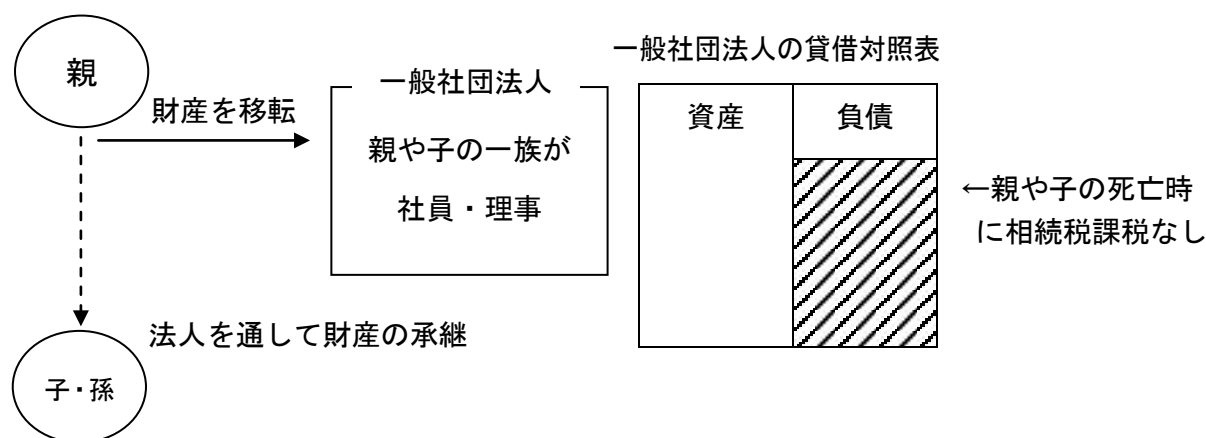 親
財産を移転
一般社団法人
親や子の一族が
社員・理事
一般社団法人の貸借対照表
資産
負債
←親や子の死亡時
に相続税課税なし
法人を通して財産の承継
子・孫